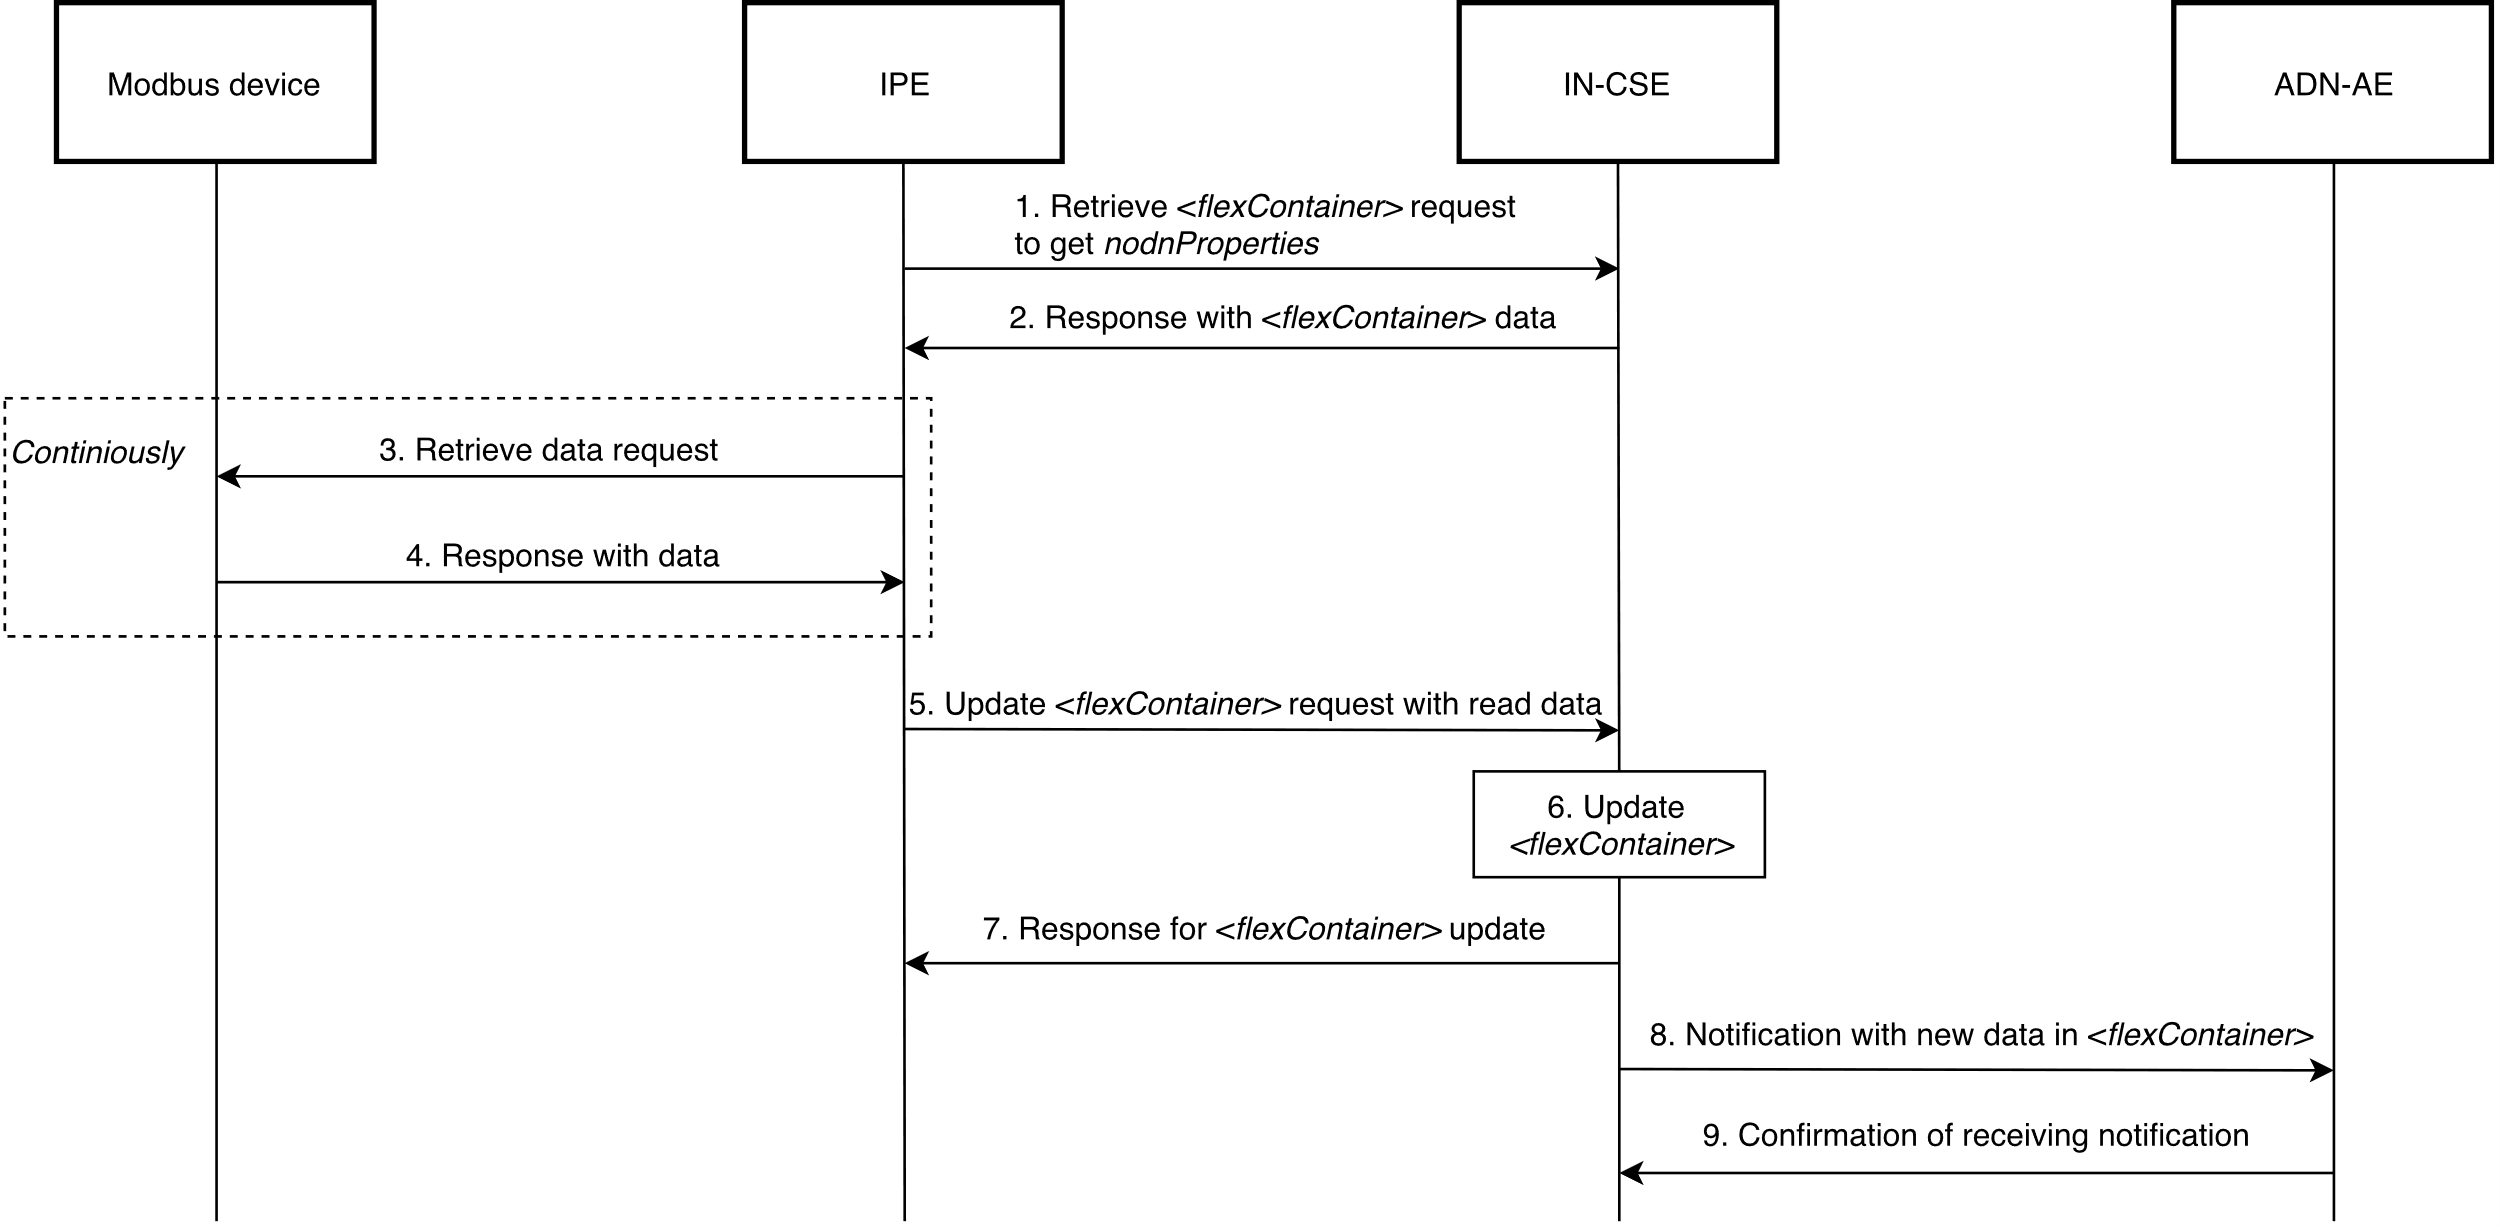 Modbus device
IPE
IN-CSE
ADN-AE
1. Retrieve <flexContainer> request
to get nodnProperties
2. Response with <flexContainer> data
Continiously
3. Retrieve data request
4. Response with data
5. Update <flexContainer> request with read data
6. Update
<flexContainer>
7. Response for <flexContainer> update
8. Notification with new data in <flexContainer>
9. Confirmation of receiving notification